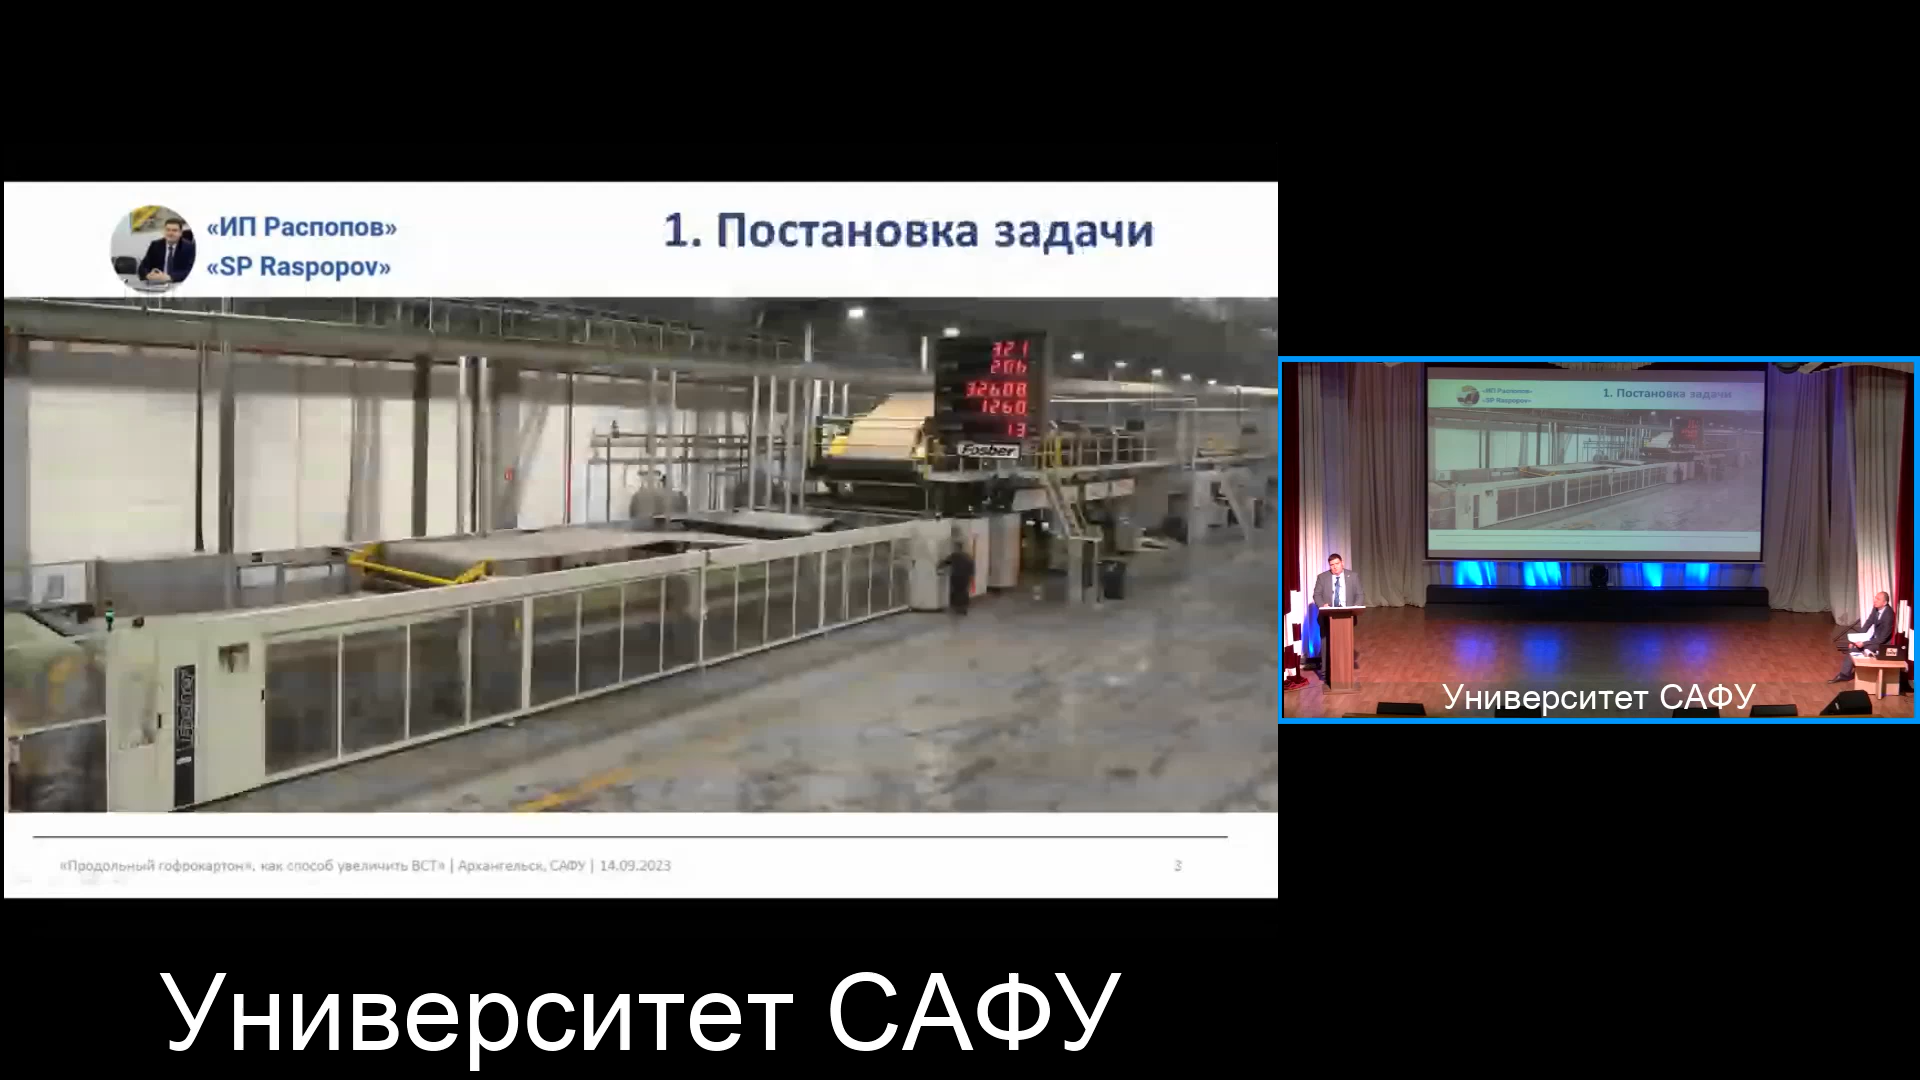 «ИП Распопов»
«SP Raspopov»
1. Постановка задачи
321
206
32608
1260
13
Fosber
«Продольный гофрокартон», как способ увеличить ВСТ» | Архангельск, САФУ | 14.09.2023
3
Университет САФУ
«ИП Распопов»
«SP Raspopov»
1. Постановка задачи
Университет САФУ